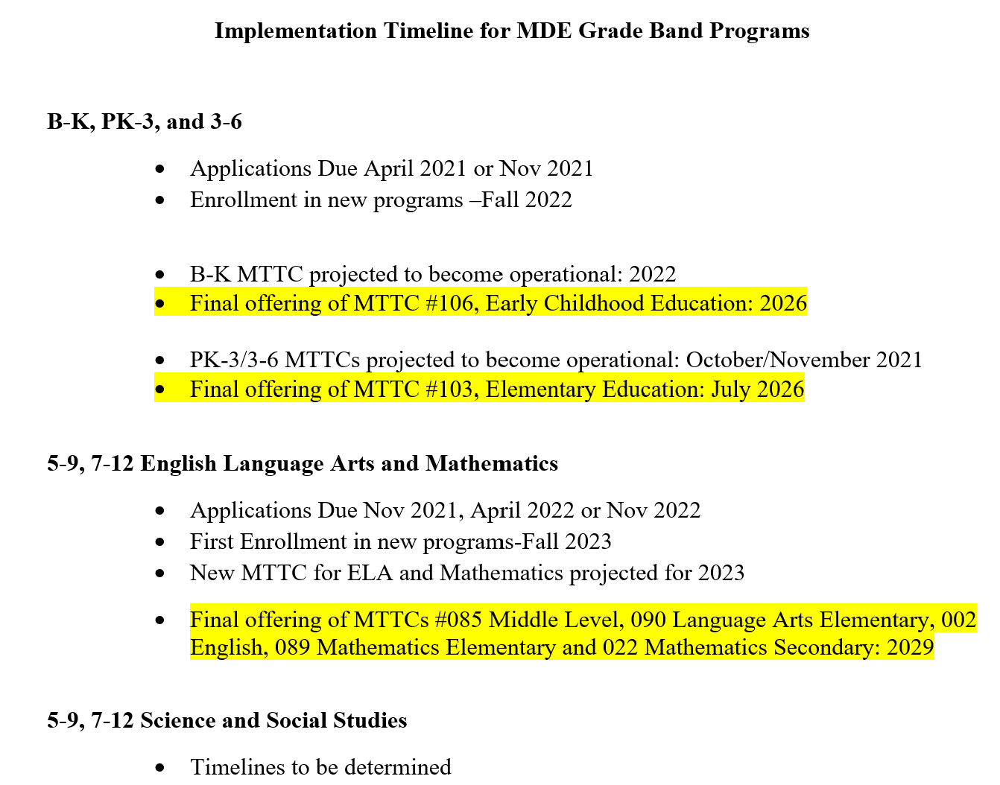 Implementation Timeline for MDE Grade Band Programs
B-K, PK-3, and 3-6
• Applications Due April 2021 or Nov 2021
• Enrollment in new programs –Fall 2022
• B-K MTTC projected to become operational: 2022
• Final offering of MTTC #106, Early Childhood Education: 2026
• PK-3/3-6 MTTCs projected to become operational: October/November 2021
• Final offering of MTTC #103, Elementary Education: July 2026
5-9, 7-12 English Language Arts and Mathematics
• Applications Due Nov 2021, April 2022 or Nov 2022
• First Enrollment in new programs-Fall 2023
• New MTTC for ELA and Mathematics projected for 2023
• Final offering of MTTCs #085 Middle Level, 090 Language Arts Elementary, 002
English, 089 Mathematics Elementary and 022 Mathematics Secondary: 2029
5-9, 7-12 Science and Social Studies
• Timelines to be determined